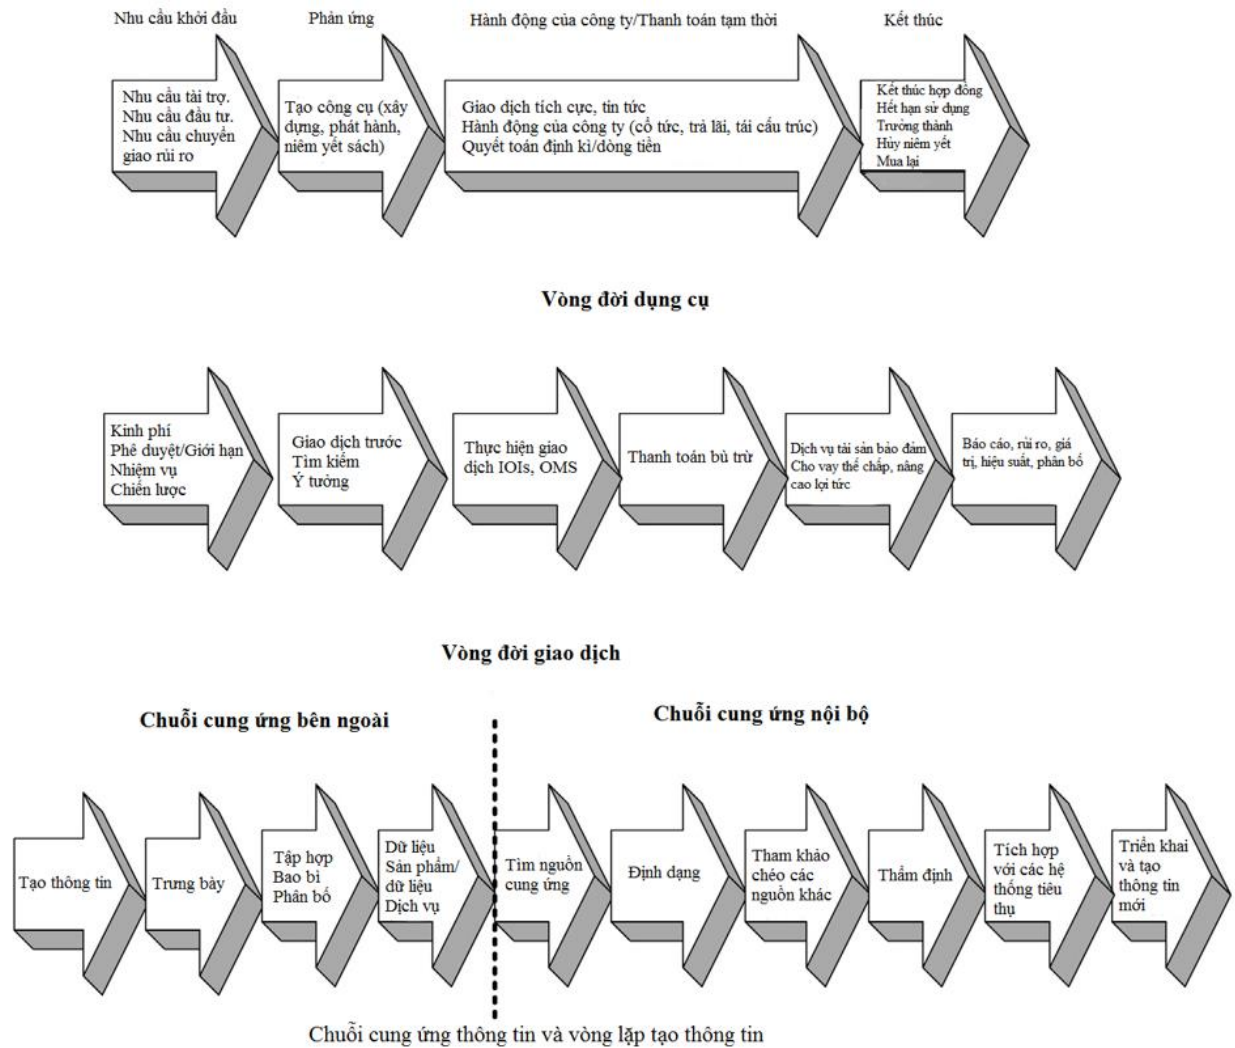 Nhu cầu khởi đầu
Phản ứng
Hành động của công ty/Thanh toán tạm thời
Kết thúc
Nhu cầu tài trợ.
Nhu cầu đầu tư.
Nhu cầu chuyển
giao rủi ro
Tạo công cụ (xây
dựng, phát hành,
niêm yết sách)
Giao dịch tích cực, tin tức
Hành động của công ty (cổ tức, trả lãi, tái cấu trúc)
Quyết toán định kì/dòng tiền
Kết thúc hợp đồng
Hết hạn sử dụng
Trưởng thành
Hủy niêm yết
Mua lại
Vòng đời dụng cụ
Kinh phí
Phê duyệt/Giới hạn
Nhiệm vụ
Chiến lược
Giao dịch trước
Tìm kiếm
Ý tưởng
Thực hiện giao
dịch IOIs, OMS
Thanh toán bù trừ
Dịch vụ tài sản bảo đảm
Cho vay thế chấp, nâng
cao lợi tức
Báo cáo, rủi ro, giá
trị, hiệu suất, phân bổ
Vòng đời giao dịch
Chuỗi cung ứng bên ngoài
Chuỗi cung ứng nội bộ
Tạo thông tin
Trưng bày
Tập hợp
Bao bì
Phân bổ
Dữ liệu
Sản phẩm/
dữ liệu
Dịch vụ
Tìm nguồn
cung ứng
Định dạng
Tham khảo
chéo các
nguồn khác
Thẩm định
Tích hợp
với các hệ
thống tiêu
thụ
Triển khai
và tạo
thông tin
mới
Chuỗi cung ứng thông tin và vòng lặp tạo thông tin